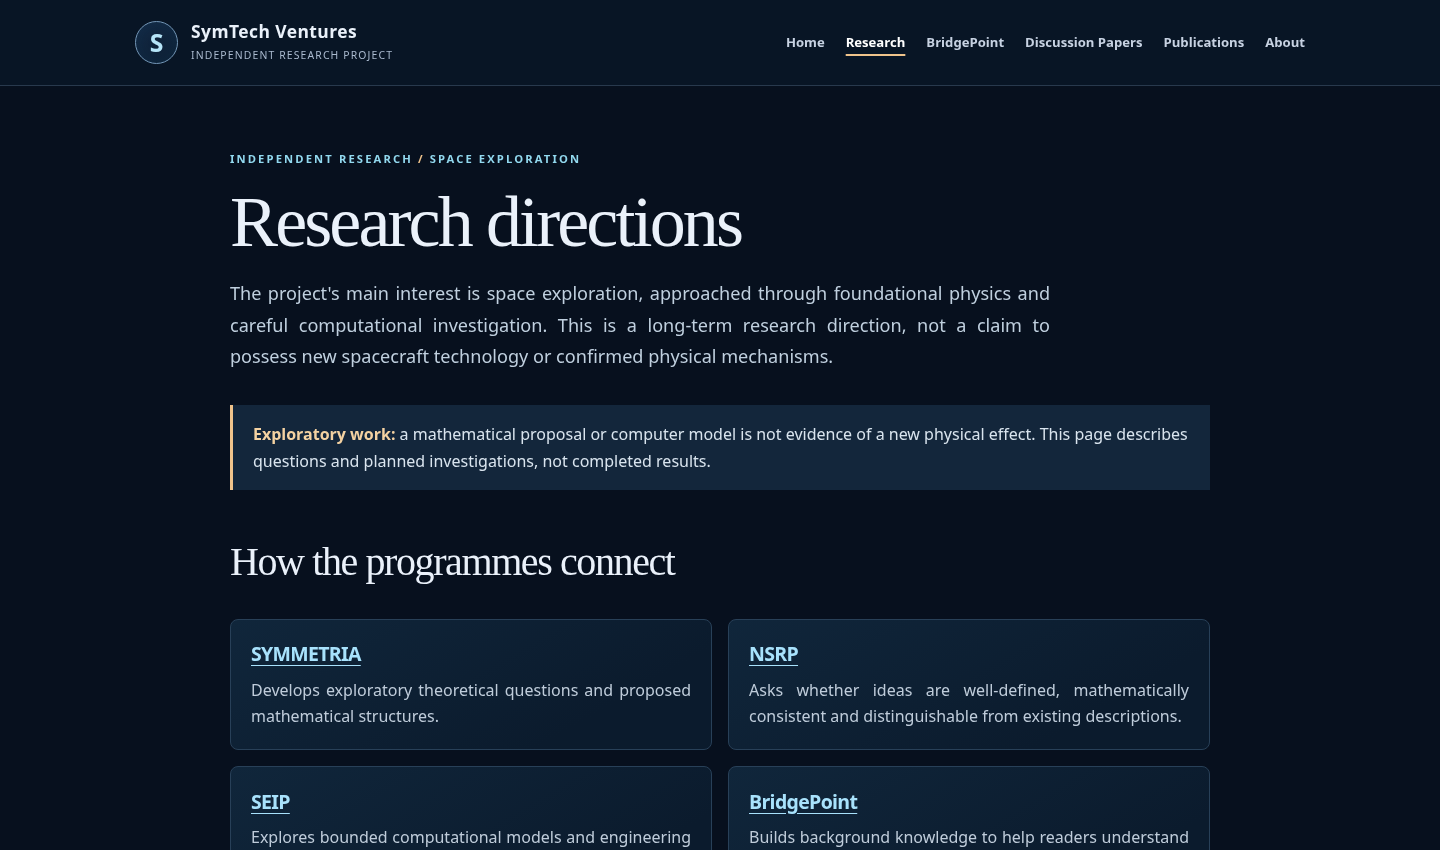 S
SymTech Ventures
INDEPENDENT RESEARCH PROJECT
Home
Research
BridgePoint
Discussion Papers
Publications
About
INDEPENDENT RESEARCH / SPACE EXPLORATION
Research directions
The project's main interest is space exploration, approached through foundational physics and
careful computational investigation. This is a long-term research direction, not a claim to
possess new spacecraft technology or confirmed physical mechanisms.
Exploratory work: a mathematical proposal or computer model is not evidence of a new physical effect. This page describes
questions and planned investigations, not completed results.
How the programmes connect
SYMMETRIA
Develops exploratory theoretical questions and proposed
mathematical structures.
NSRP
Asks whether ideas are well-defined, mathematically
consistent and distinguishable from existing descriptions.
SEIP
Explores bounded computational models and engineering
BridgePoint
Builds background knowledge to help readers understand